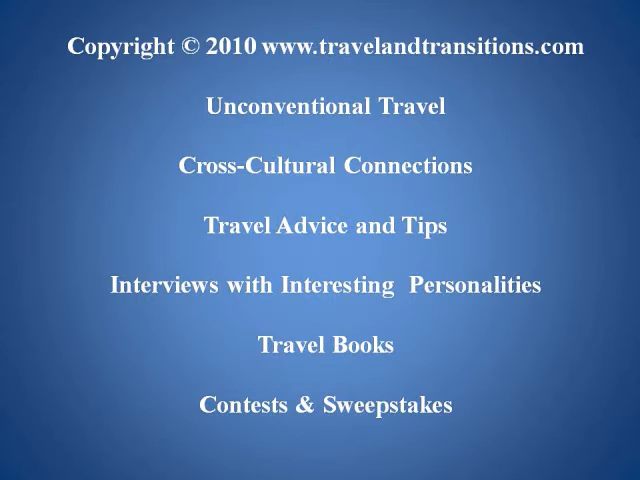 Copyright © 2010 www.travelandtransitions.com
Unconventional Travel
Cross-Cultural Connections
Travel Advice and Tips
Interviews with Interesting  Personalities
Travel Books
Contests & Sweepstakes